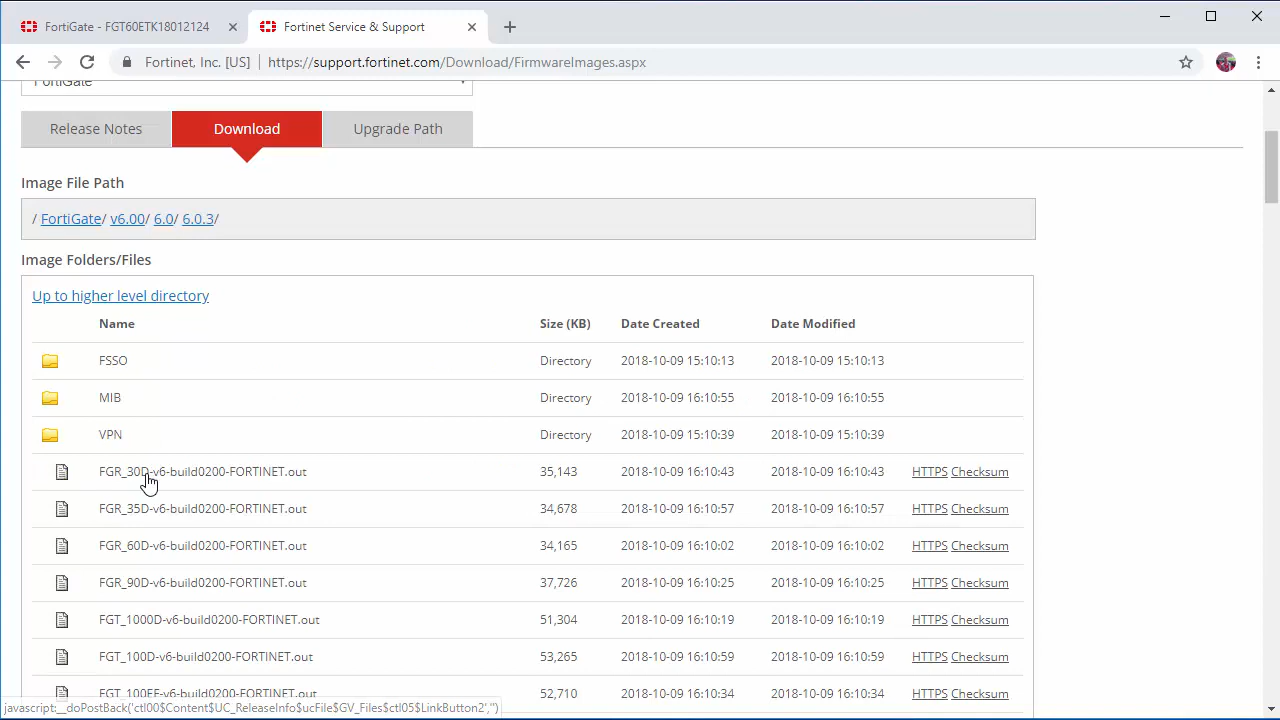 FortiGate - FGT60ETK18012124
Fortinet Service & Support
Fortinet, Inc. [US] https://support.fortinet.com/Download/FirmwareImages.aspx
FortiGate
Release Notes Download Upgrade Path
Image File Path
/ FortiGate/ v6.00/ 6.0/ 6.0.3/
Image Folders/Files
Up to higher level directory
Name Size (KB) Date Created Date Modified
FSSO Directory 2018-10-09 15:10:13 2018-10-09 15:10:13
MIB Directory 2018-10-09 16:10:55 2018-10-09 16:10:55
VPN Directory 2018-10-09 15:10:39 2018-10-09 15:10:39
FGR_30D-v6-build0200-FORTINET.out 35,143 2018-10-09 16:10:43 2018-10-09 16:10:43 HTTPS Checksum
FGR_35D-v6-build0200-FORTINET.out 34,678 2018-10-09 16:10:57 2018-10-09 16:10:57 HTTPS Checksum
FGR_60D-v6-build0200-FORTINET.out 34,165 2018-10-09 16:10:02 2018-10-09 16:10:02 HTTPS Checksum
FGR_90D-v6-build0200-FORTINET.out 37,726 2018-10-09 16:10:25 2018-10-09 16:10:25 HTTPS Checksum
FGT_1000D-v6-build0200-FORTINET.out 51,304 2018-10-09 16:10:19 2018-10-09 16:10:19 HTTPS Checksum
FGT_100D-v6-build0200-FORTINET.out 53,265 2018-10-09 16:10:59 2018-10-09 16:10:59 HTTPS Checksum
FGT_100EF-v6-build0200-FORTINET.out 52,710 2018-10-09 16:10:34 2018-10-09 16:10:34 HTTPS Checksum
javascript:__doPostBack('ctl00$Content$UC_ReleaseInfo$ucFile$GV_Files$ctl05$LinkButton2','')